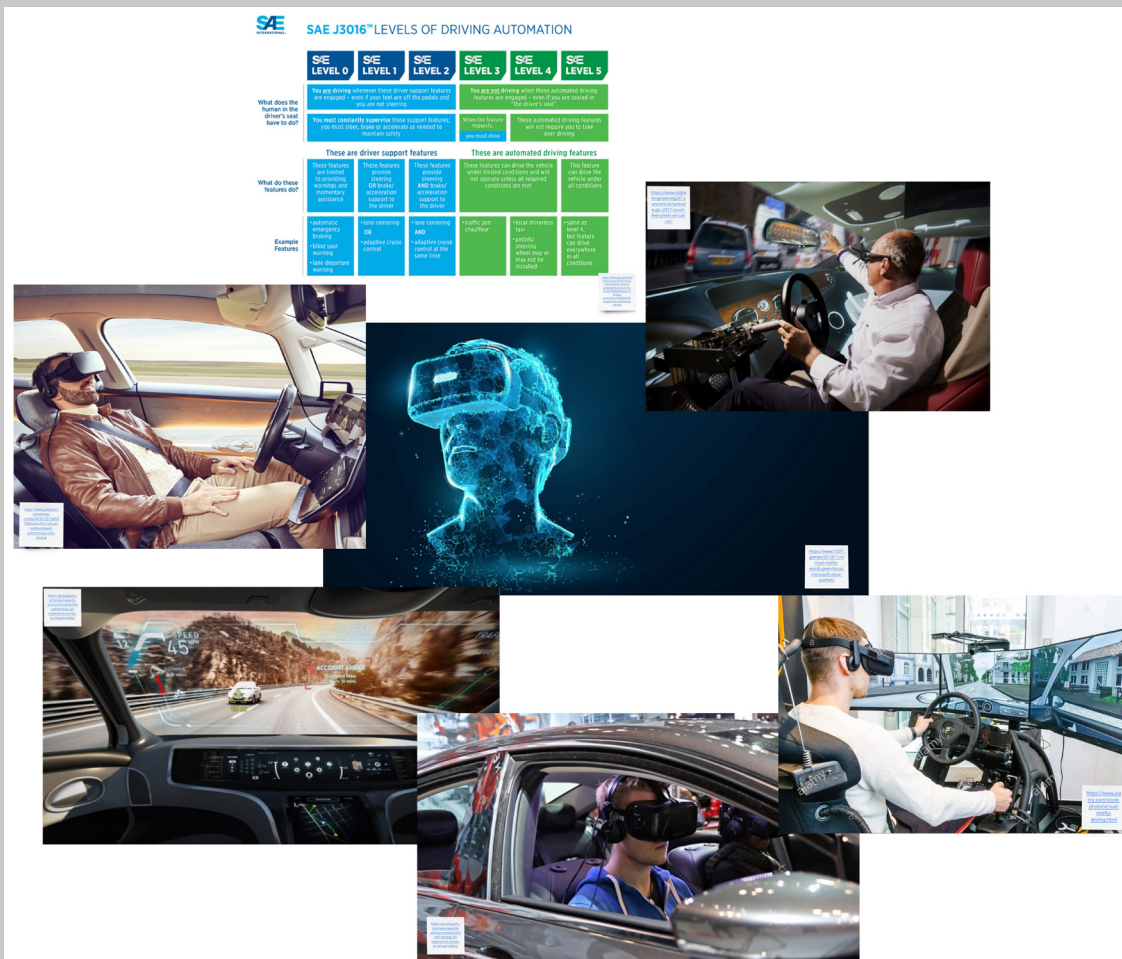 SAE
INTERNATIONAL
SAE J3016™ LEVELS OF DRIVING AUTOMATION
SAE LEVEL 0
SAE LEVEL 1
SAE LEVEL 2
SAE LEVEL 3
SAE LEVEL 4
SAE LEVEL 5
What does the
human in the
driver's seat
have to do?
You are driving whenever these driver support features
are engaged – even if your feet are off the pedals and
you are not steering
You are not driving when these automated driving
features are engaged – even if you are seated in
"the driver's seat"
You must constantly supervise these support features;
you must steer, brake or accelerate as needed to
maintain safety
When the feature
requests,
you must drive
These automated driving features
will not require you to take
over driving
These are driver support features
These are automated driving features
What do these
features do?
These features
are limited
to providing
warnings and
momentary
assistance
These features
provide
steering
OR brake/
acceleration
support to
the driver
These features
provide
steering
AND brake/
acceleration
support to
the driver
These features can drive the vehicle
under limited conditions and will
not operate unless all required
conditions are met
This feature
can drive the
vehicle under
all conditions
Example
Features
•automatic
emergency
braking
•blind spot
warning
•lane departure
warning
•lane centering
OR
•adaptive cruise
control
•lane centering
AND
•adaptive cruise
control at the
same time
•traffic jam
chauffeur
•local driverless
taxi
•pedals/
steering
wheel may or
may not be
installed
•same as
level 4,
but feature
can drive
everywhere
in all
conditions
SPEED
45
ACCIDENT AHEAD
alamy